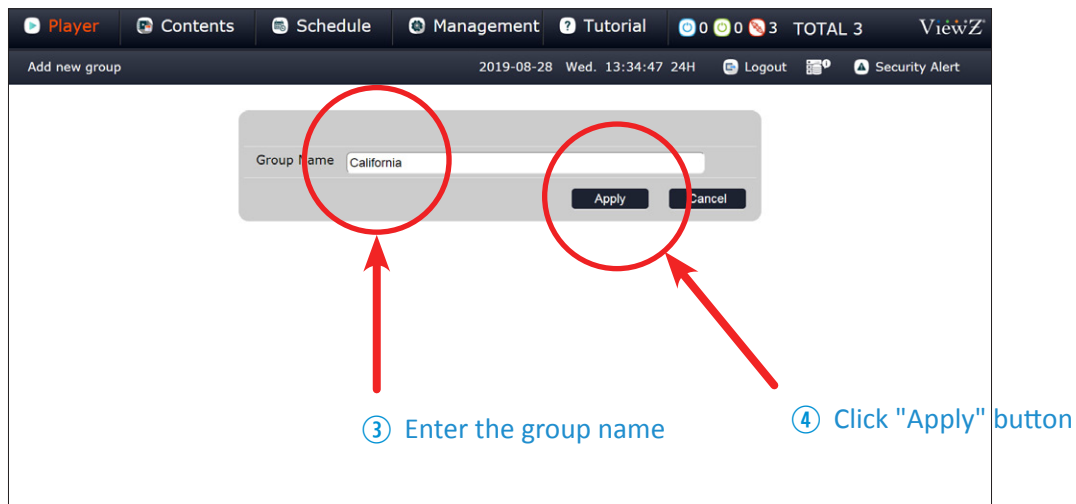 Player Contents Schedule Management ? Tutorial 0 0 3 TOTAL 3 ViewZ
Add new group 2019-08-28 Wed. 13:34:47 24H Logout Security Alert
Group Name California
Apply Cancel
③ Enter the group name
④ Click "Apply" button